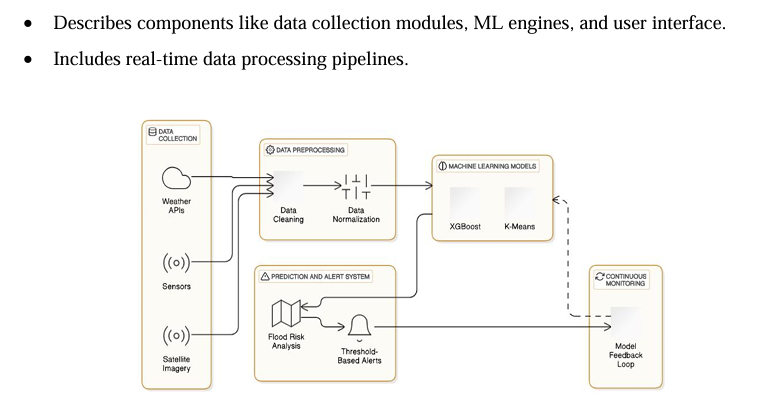 Describes components like data collection modules, ML engines, and user interface.
Includes real-time data processing pipelines.
DATA
COLLECTION
Weather
APIs
Sensors
Satellite
Imagery
DATA PREPROCESSING
Data
Cleaning
Data
Normalization
MACHINE LEARNING MODELS
XGBoost
K-Means
PREDICTION AND ALERT SYSTEM
Flood Risk
Analysis
Threshold-
Based Alerts
CONTINUOUS
MONITORING
Model
Feedback
Loop